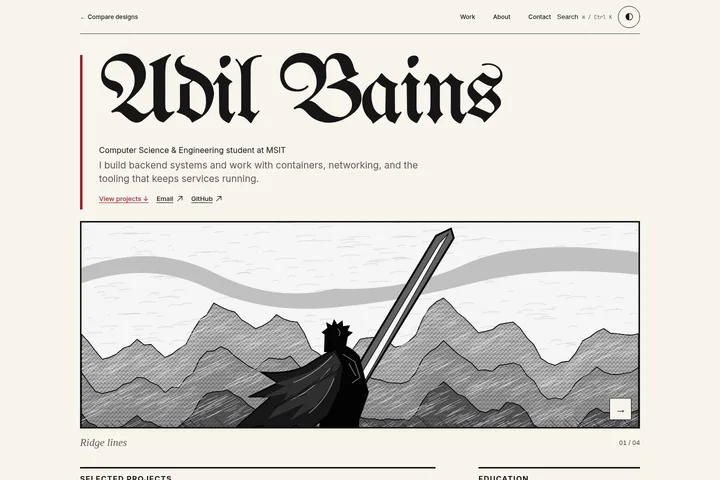 ← Compare designs
Work About Contact Search ⌘ / Ctrl K
Adil Bains
Computer Science & Engineering student at MSIT
I build backend systems and work with containers, networking, and the
tooling that keeps services running.
View projects ↓ Email ↗ GitHub ↗
→
Ridge lines
01 / 04
SELECTED PROJECTS
EDUCATION